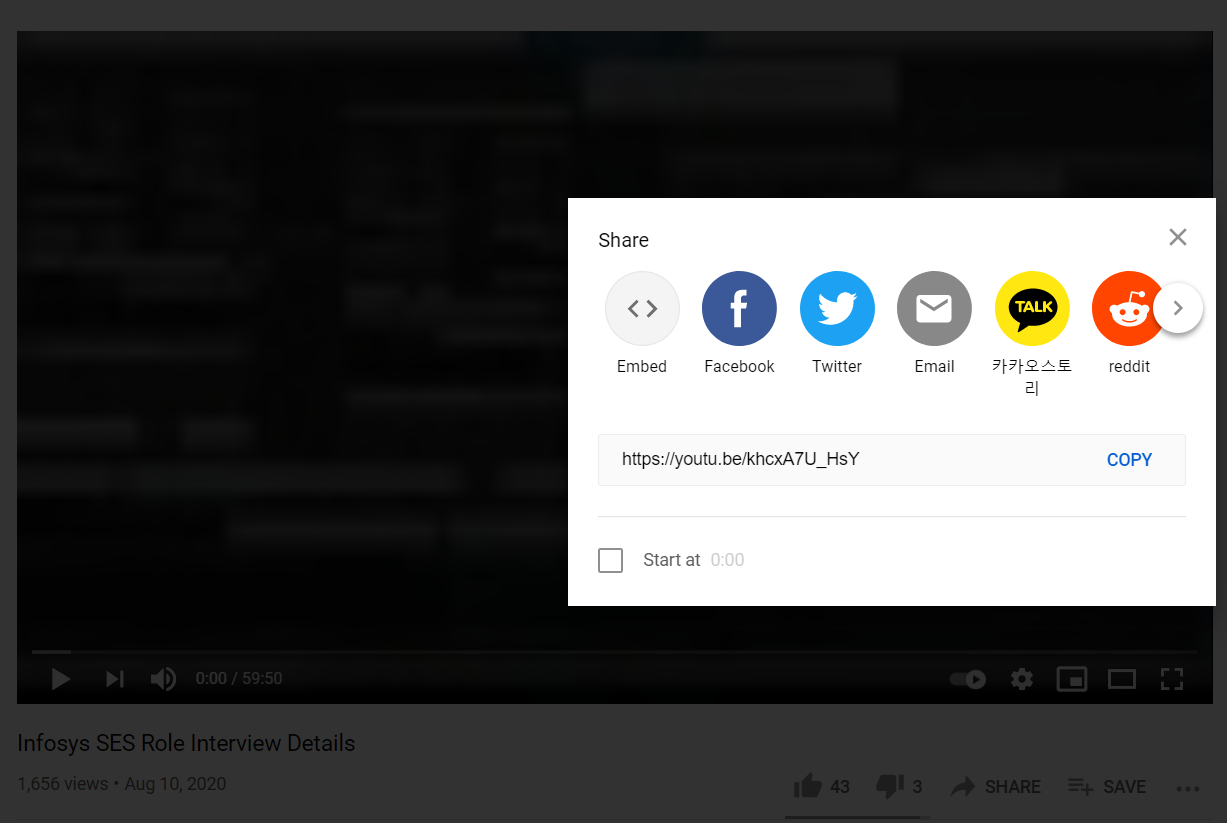 Share
Embed
Facebook
Twitter
Email
TALK
카카오스토
리
reddit
https://youtu.be/khcxA7U_HsY
COPY
Start at 0:00
0:00 / 59:50
Infosys SES Role Interview Details
1,656 views • Aug 10, 2020
43
3
SHARE
SAVE